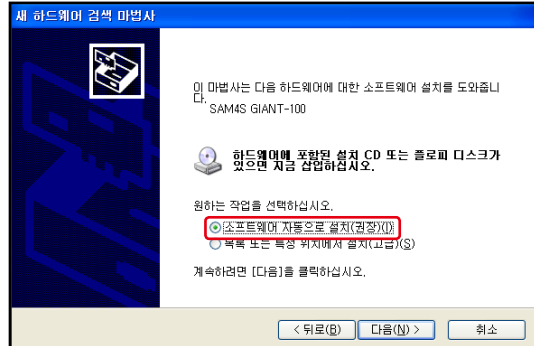 새 하드웨어 검색 마법사
이 마법사는 다음 하드웨어에 대한 소프트웨어 설치를 도와줍니
다.
SAM4S GIANT-100
하드웨어에 포함된 설치 CD 또는 플로피 디스크가
있으면 지금 삽입하십시오.
원하는 작업을 선택하십시오.
소프트웨어 자동으로 설치(권장)(I)
목록 또는 특정 위치에서 설치(고급)(S)
계속하려면 [다음]을 클릭하십시오.
< 뒤로(B) 다음(N) > 취소